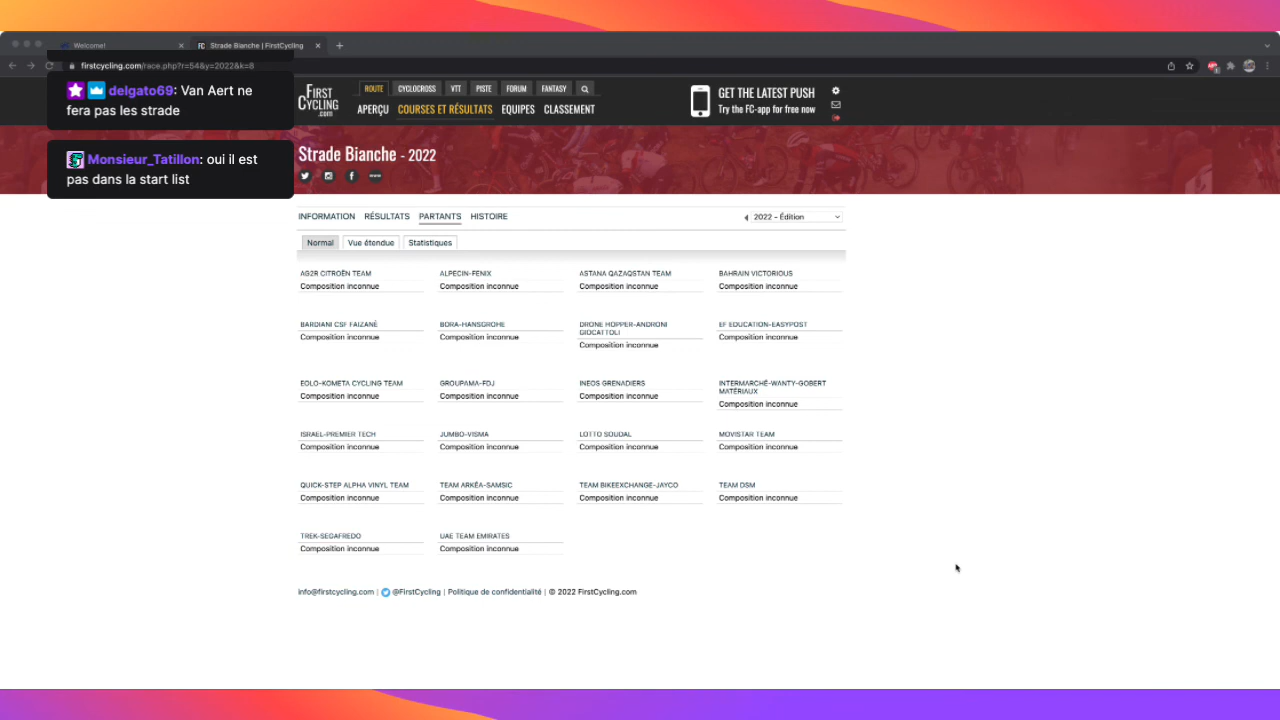 Welcome!
FC Strade Bianche | FirstCycling
firstcycling.com/race.php?r=54&y=2022&k=8
delgato69: Van Aert ne
fera pas les strade
Monsieur_Tatillon: oui il est
pas dans la start list
FIRST
CYCLING
.com
ROUTE CYCLOCROSS VTT PISTE FORUM FANTASY
APERÇU COURSES ET RÉSULTATS EQUIPES CLASSEMENT
GET THE LATEST PUSH
Try the FC-app for free now
Strade Bianche - 2022
www
INFORMATION RÉSULTATS PARTANTS HISTOIRE
2022 - Édition
Normal Vue étendue Statistiques
AG2R CITROËN TEAM ALPECIN-FENIX ASTANA QAZAQSTAN TEAM BAHRAIN VICTORIOUS
Composition inconnue Composition inconnue Composition inconnue Composition inconnue
BARDIANI CSF FAIZANÈ BORA-HANSGROHE DRONE HOPPER-ANDRONI EF EDUCATION-EASYPOST
GIOCATTOLI
Composition inconnue Composition inconnue Composition inconnue Composition inconnue
EOLO-KOMETA CYCLING TEAM GROUPAMA-FDJ INEOS GRENADIERS INTERMARCHÉ-WANTY-GOBERT
MATÉRIAUX
Composition inconnue Composition inconnue Composition inconnue Composition inconnue
ISRAEL-PREMIER TECH JUMBO-VISMA LOTTO SOUDAL MOVISTAR TEAM
Composition inconnue Composition inconnue Composition inconnue Composition inconnue
QUICK-STEP ALPHA VINYL TEAM TEAM ARKÉA-SAMSIC TEAM BIKEEXCHANGE-JAYCO TEAM DSM
Composition inconnue Composition inconnue Composition inconnue Composition inconnue
TREK-SEGAFREDO UAE TEAM EMIRATES
Composition inconnue Composition inconnue
info@firstcycling.com | @FirstCycling | Politique de confidentialité | © 2022 FirstCycling.com